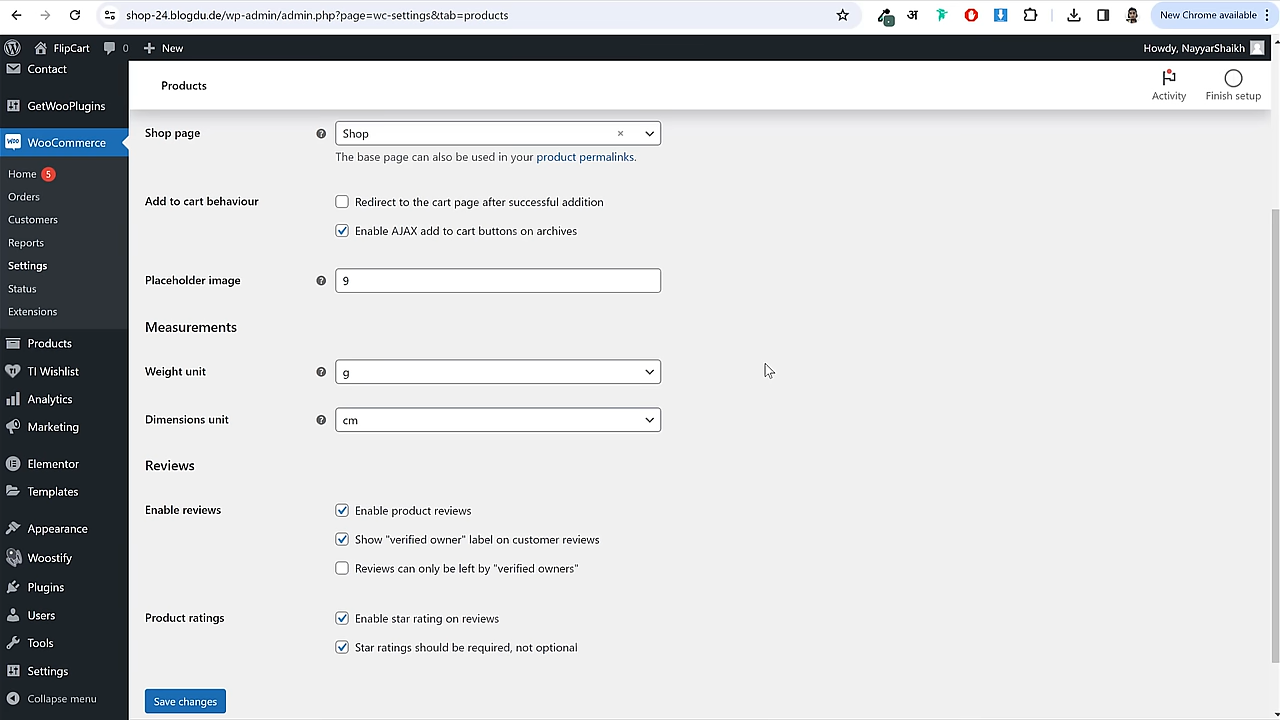 shop-24.blogdu.de/wp-admin/admin.php?page=wc-settings&tab=products
अ
New Chrome available
FlipCart
0
New
Howdy, NayyarShaikh
Contact
GetWooPlugins
WooCommerce
Home 5
Orders
Customers
Reports
Settings
Status
Extensions
Products
TI Wishlist
Analytics
Marketing
Elementor
Templates
Appearance
Woostify
Plugins
Users
Tools
Settings
Collapse menu
Products
Activity
Finish setup
Shop page
Shop
The base page can also be used in your product permalinks.
Add to cart behaviour
Redirect to the cart page after successful addition
Enable AJAX add to cart buttons on archives
Placeholder image
9
Measurements
Weight unit
g
Dimensions unit
cm
Reviews
Enable reviews
Enable product reviews
Show "verified owner" label on customer reviews
Reviews can only be left by "verified owners"
Product ratings
Enable star rating on reviews
Star ratings should be required, not optional
Save changes